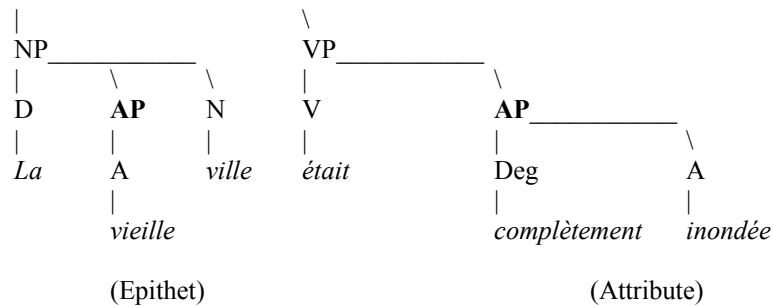 NP VP
D AP N V AP
La A ville était Deg A
vieille complètement inondée
(Epithet) (Attribute)